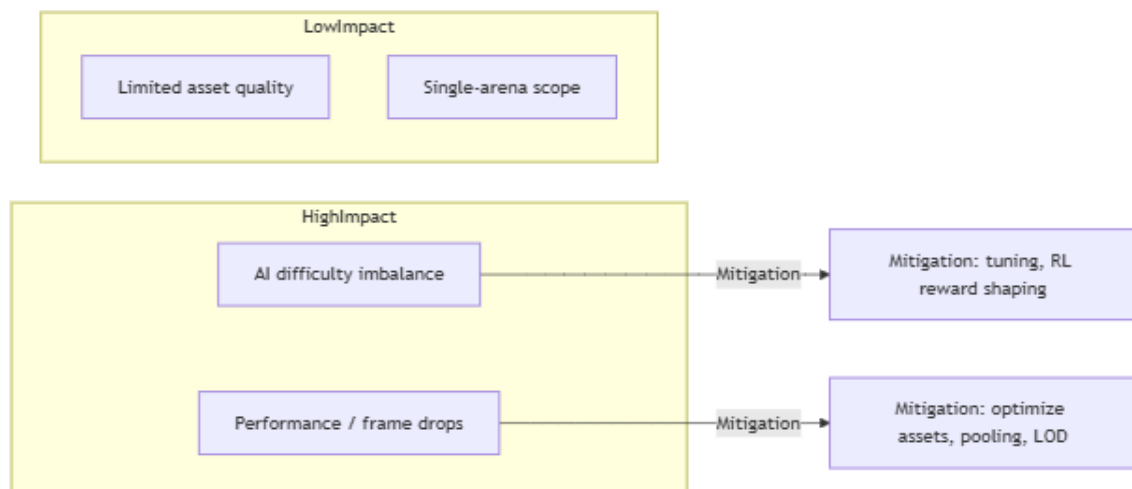 LowImpact
Limited asset quality
Single-arena scope
HighImpact
AI difficulty imbalance
Mitigation
Mitigation: tuning, RL
reward shaping
Performance / frame drops
Mitigation
Mitigation: optimize
assets, pooling, LOD